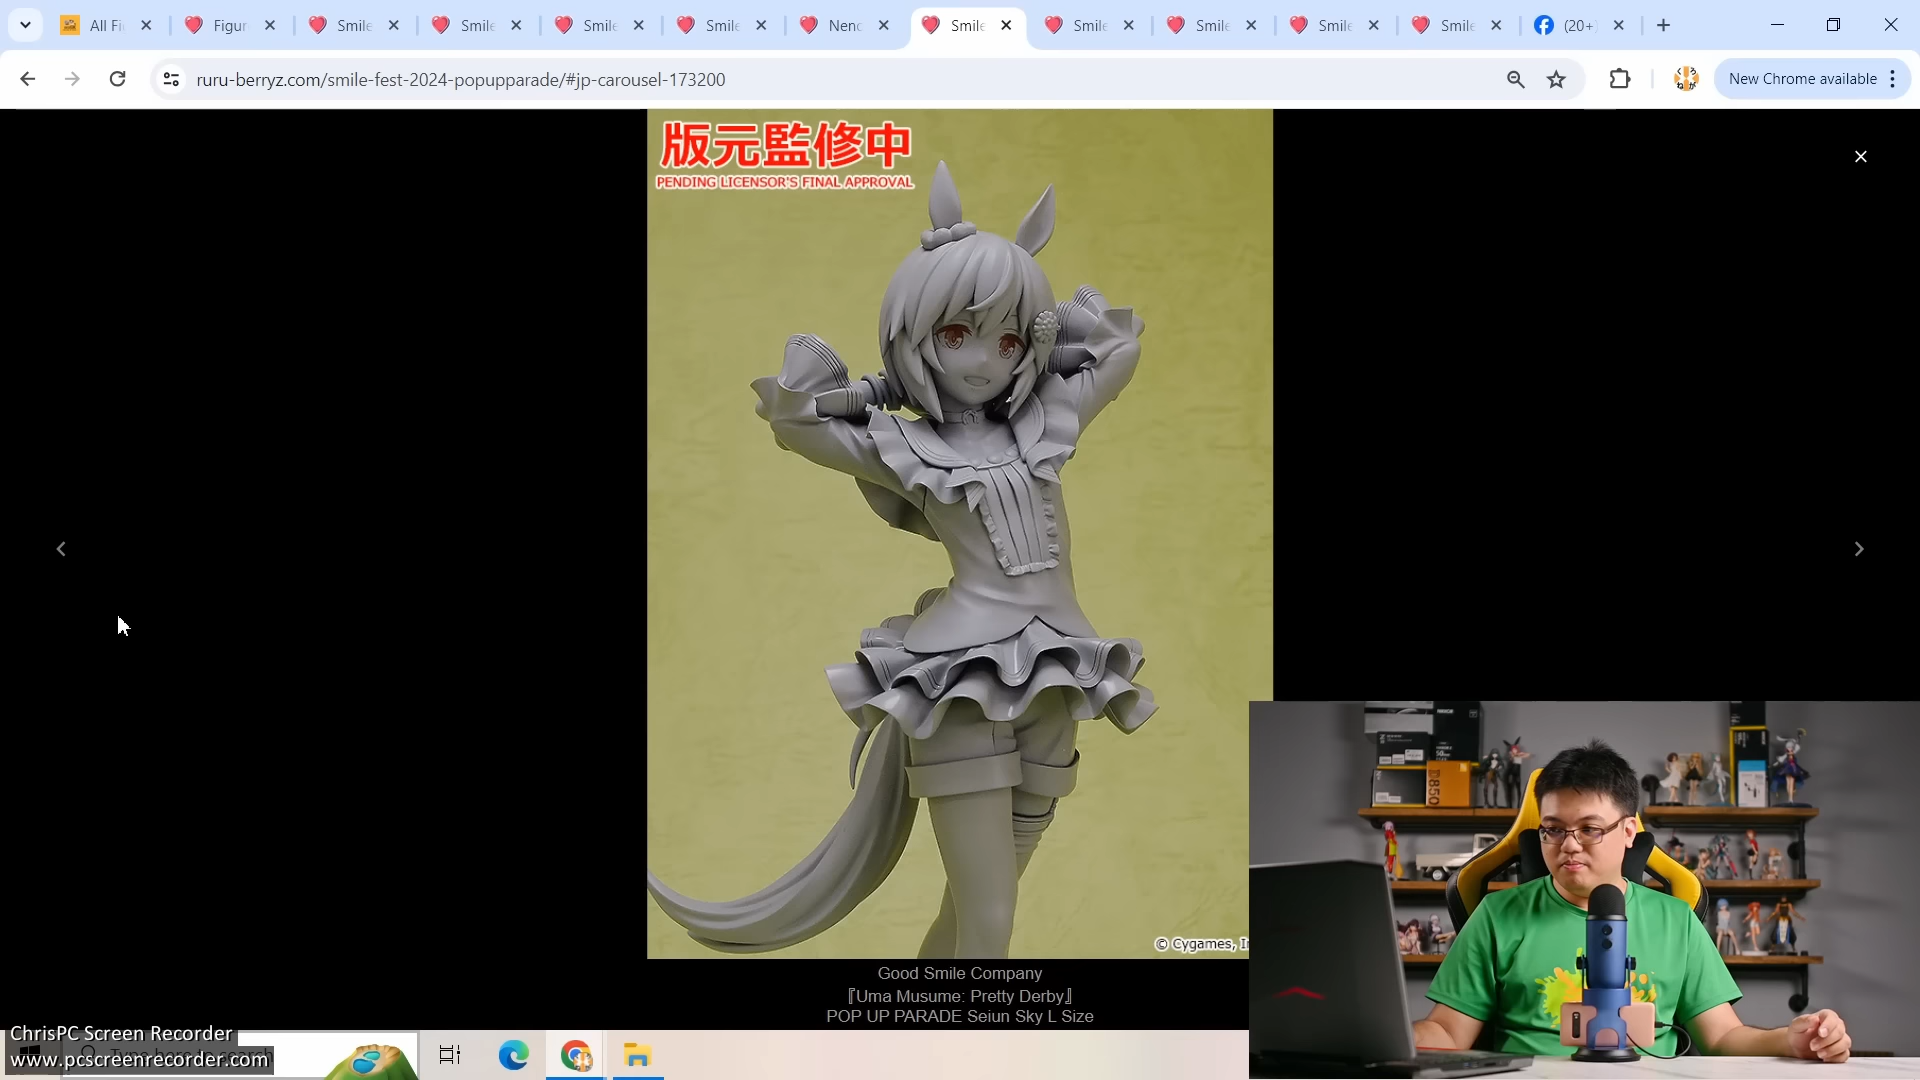 All Fi
Figur
Smile
Smile
Smile
Smile
Nend
Smile
Smile
Smile
Smile
Smile
(20+)
ruru-berryz.com/smile-fest-2024-popupparade/#jp-carousel-173200
New Chrome available
版元監修中
PENDING LICENSOR'S FINAL APPROVAL
D850
© Cygames, I
Good Smile Company
『Uma Musume: Pretty Derby』
POP UP PARADE Seiun Sky L Size
ChrisPC Screen Recorder
www.pcscreenrecorder.com